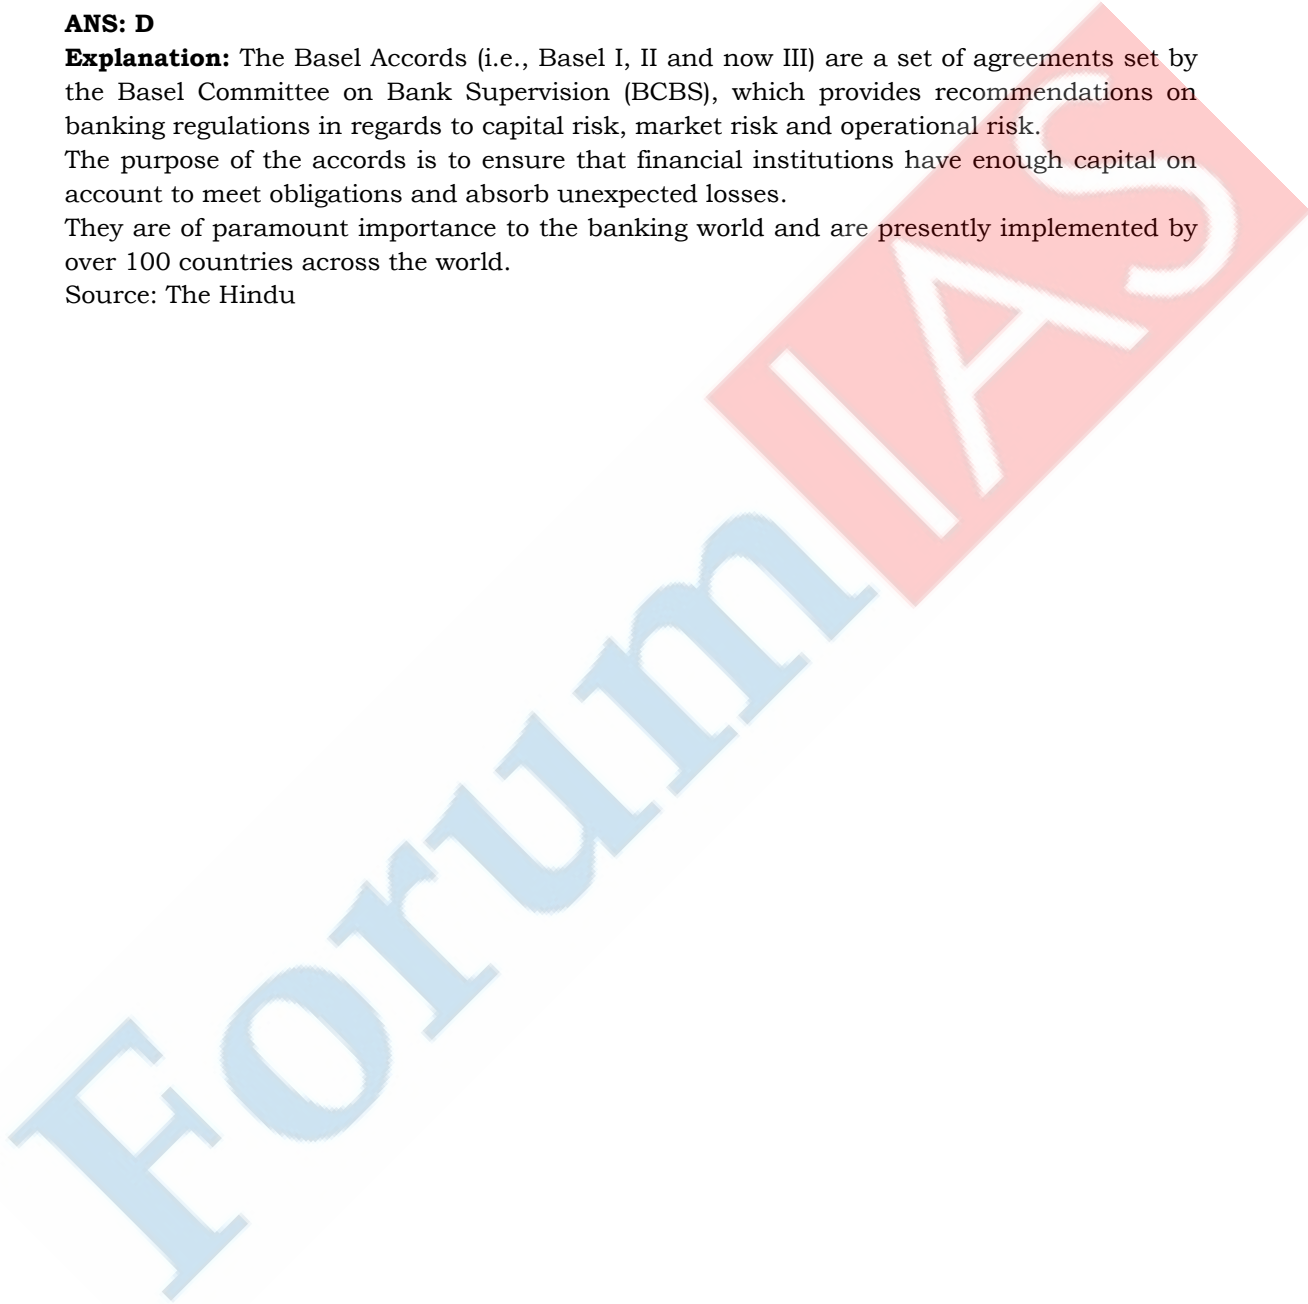 ANS: D
Explanation: The Basel Accords (i.e., Basel I, II and now III) are a set of agreements set by
the Basel Committee on Bank Supervision (BCBS), which provides recommendations on
banking regulations in regards to capital risk, market risk and operational risk.
The purpose of the accords is to ensure that financial institutions have enough capital on
account to meet obligations and absorb unexpected losses.
They are of paramount importance to the banking world and are presently implemented by
over 100 countries across the world.
Source: The Hindu
ForumIAS